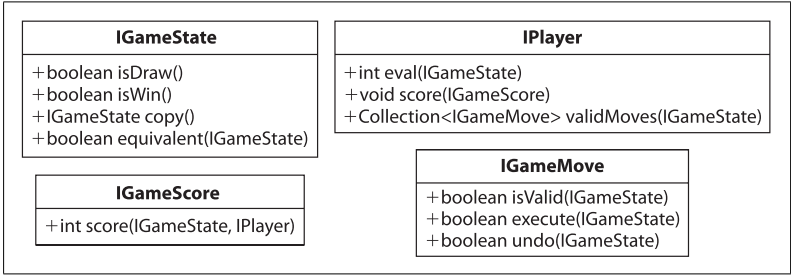 IGameState
+boolean isDraw()
+boolean isWin()
+IGameState copy()
+boolean equivalent(IGameState)
IPlayer
+int eval(IGameState)
+void score(IGameScore)
+Collection<IGameMove> validMoves(IGameState)
IGameScore
+int score(IGameState, IPlayer)
IGameMove
+boolean isValid(IGameState)
+boolean execute(IGameState)
+boolean undo(IGameState)